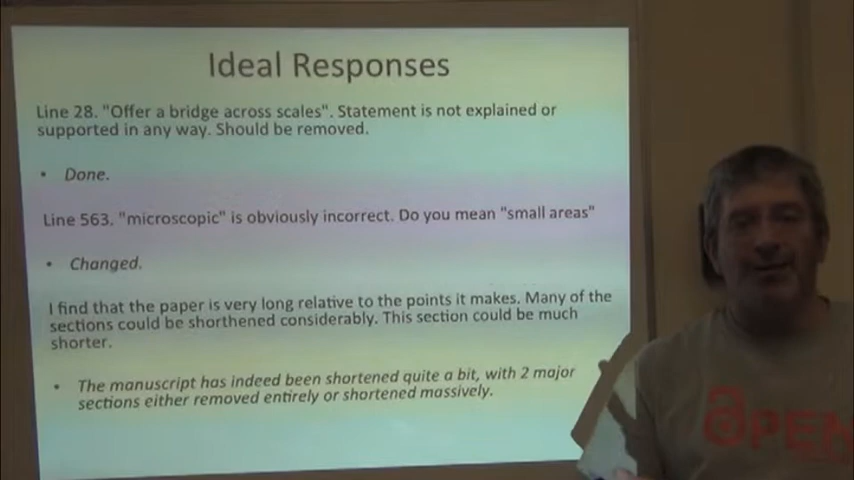 Ideal Responses
Line 28. "Offer a bridge across scales". Statement is not explained or
supported in any way. Should be removed.
• Done.
Line 563. "microscopic" is obviously incorrect. Do you mean "small areas"
• Changed.
I find that the paper is very long relative to the points it makes. Many of the
sections could be shortened considerably. This section could be much
shorter.
• The manuscript has indeed been shortened quite a bit, with 2 major
sections either removed entirely or shortened massively.
OPEN